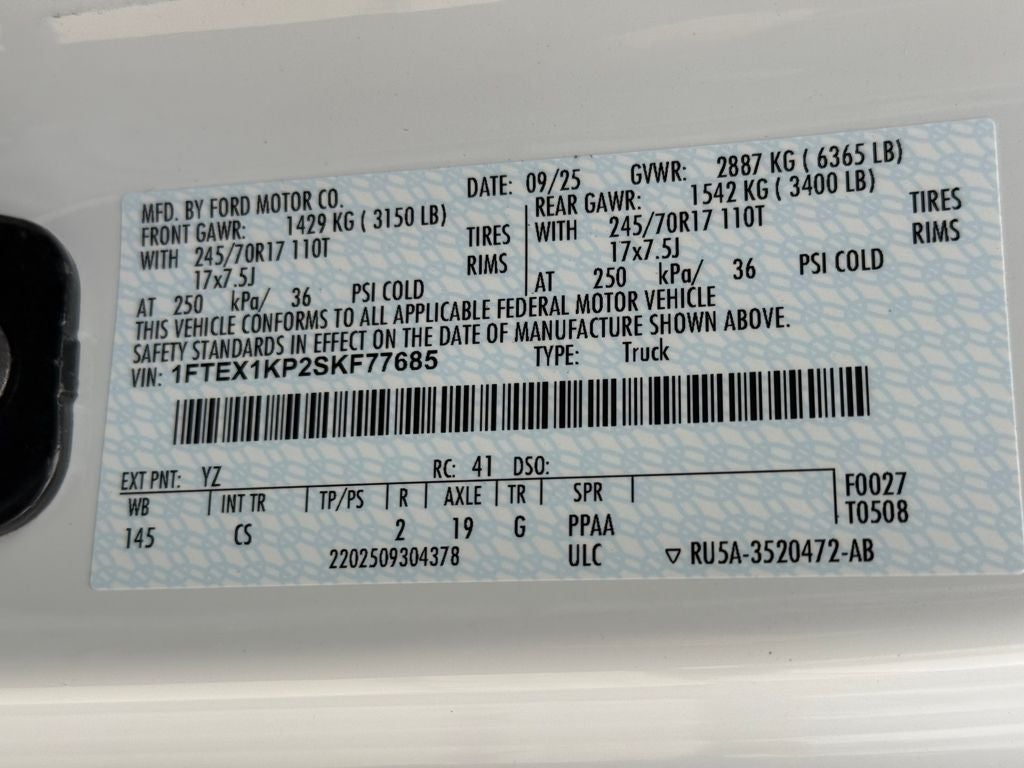 MFD. BY FORD MOTOR CO. DATE: 09/25 GVWR: 2887 KG ( 6365 LB)
FRONT GAWR: 1429 KG ( 3150 LB) REAR GAWR: 1542 KG ( 3400 LB)
WITH 245/70R17 110T TIRES WITH 245/70R17 110T TIRES
17x7.5J RIMS 17x7.5J RIMS
AT 250 kPa/ 36 PSI COLD AT 250 kPa/ 36 PSI COLD
THIS VEHICLE CONFORMS TO ALL APPLICABLE FEDERAL MOTOR VEHICLE
SAFETY STANDARDS IN EFFECT ON THE DATE OF MANUFACTURE SHOWN ABOVE.
VIN: 1FTEX1KP2SKF77685 TYPE: Truck
EXT PNT: YZ RC: 41 DSO:
WB INT TR TP/PS R AXLE TR SPR F0027
145 CS 2 19 G PPAA T0508
2202509304378 ULC ▽ RU5A-3520472-AB